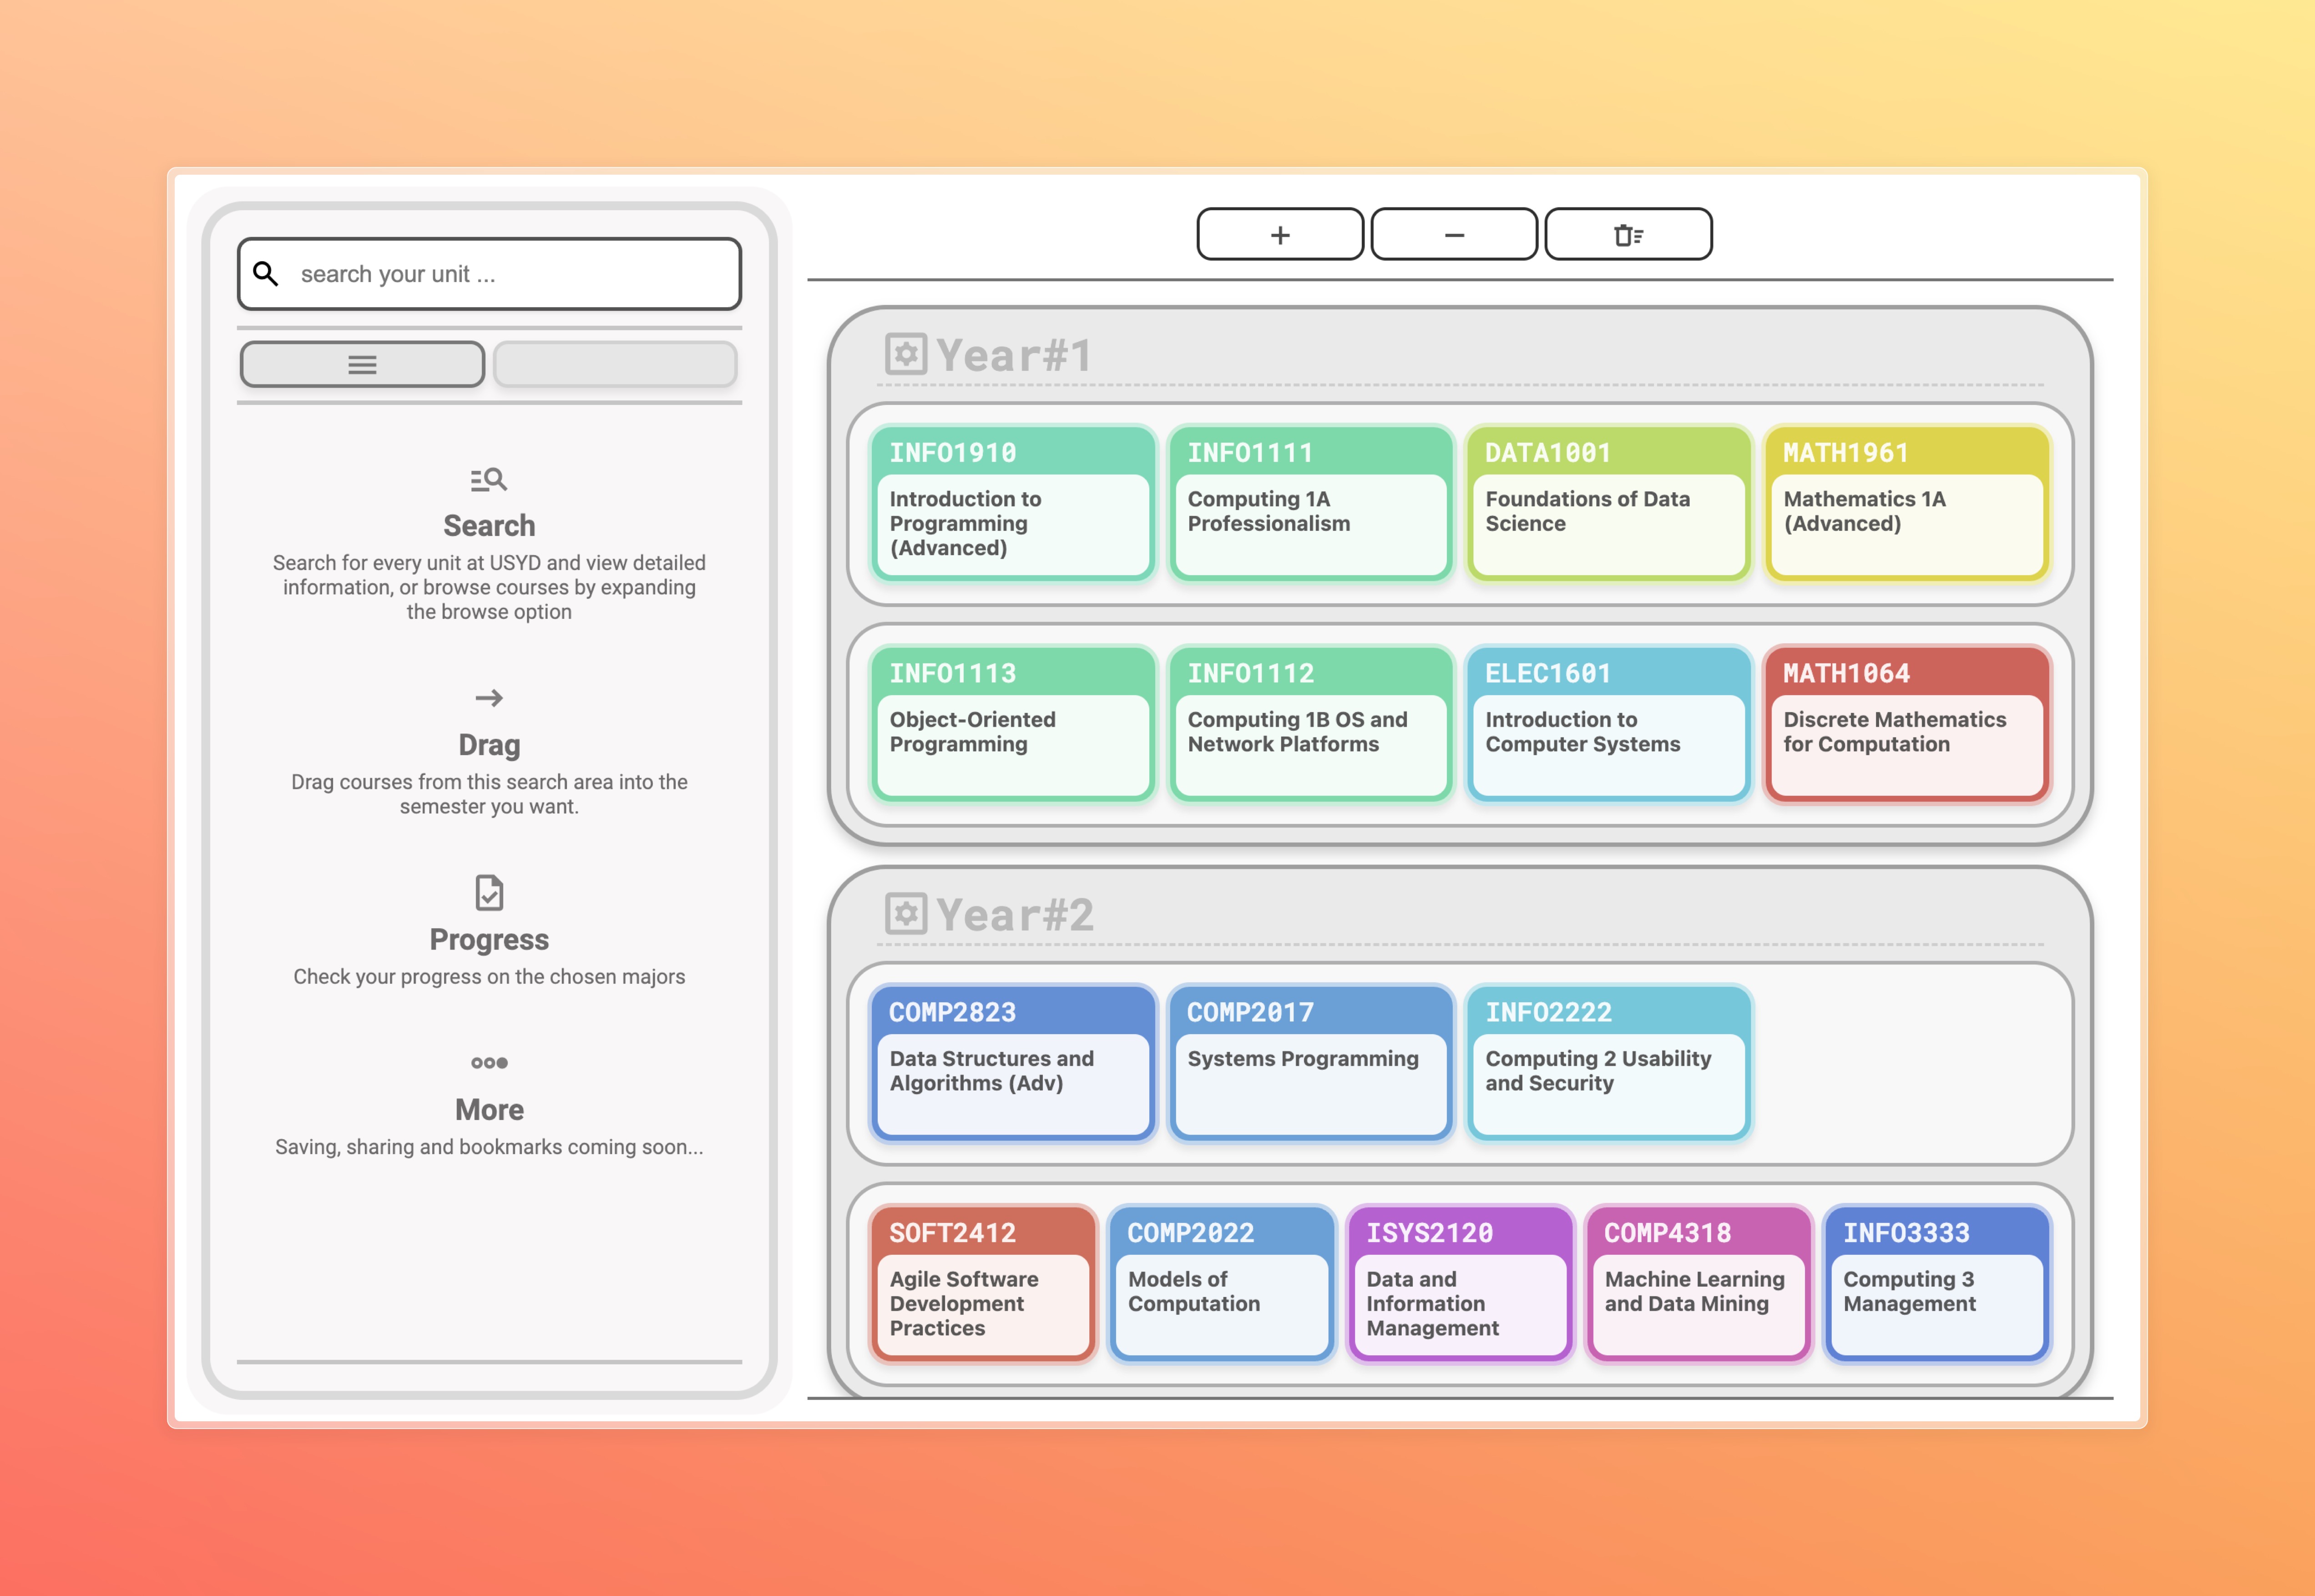 search your unit ...
Search
Search for every unit at USYD and view detailed
information, or browse courses by expanding
the browse option
Drag
Drag courses from this search area into the
semester you want.
Progress
Check your progress on the chosen majors
More
Saving, sharing and bookmarks coming soon...
+
−
Year#1
INFO1910
Introduction to
Programming
(Advanced)
INFO1111
Computing 1A
Professionalism
DATA1001
Foundations of Data
Science
MATH1961
Mathematics 1A
(Advanced)
INFO1113
Object-Oriented
Programming
INFO1112
Computing 1B OS and
Network Platforms
ELEC1601
Introduction to
Computer Systems
MATH1064
Discrete Mathematics
for Computation
Year#2
COMP2823
Data Structures and
Algorithms (Adv)
COMP2017
Systems Programming
INFO2222
Computing 2 Usability
and Security
SOFT2412
Agile Software
Development
Practices
COMP2022
Models of
Computation
ISYS2120
Data and
Information
Management
COMP4318
Machine Learning
and Data Mining
INFO3333
Computing 3
Management